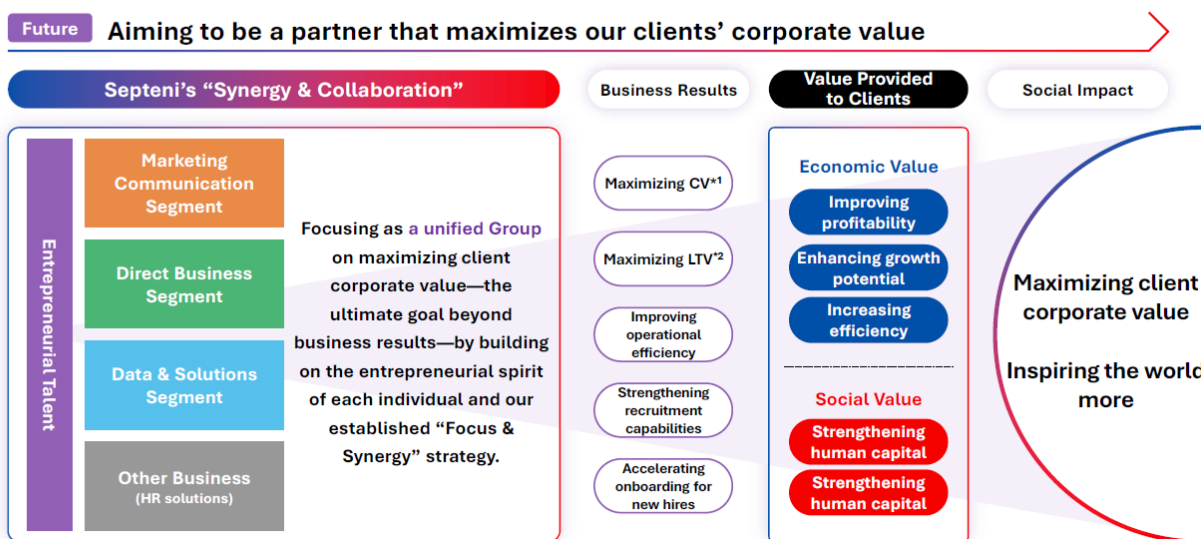 Future
Aiming to be a partner that maximizes our clients’ corporate value
Septeni’s “Synergy & Collaboration”
Business Results
Value Provided
to Clients
Social Impact
Entrepreneurial Talent
Marketing
Communication
Segment
Direct Business
Segment
Data & Solutions
Segment
Other Business
(HR solutions)
Focusing as a unified Group
on maximizing client
corporate value—the
ultimate goal beyond
business results—by building
on the entrepreneurial spirit
of each individual and our
established “Focus &
Synergy” strategy.
Maximizing CV*1
Maximizing LTV*2
Improving
operational
efficiency
Strengthening
recruitment
capabilities
Accelerating
onboarding for
new hires
Economic Value
Improving
profitability
Enhancing growth
potential
Increasing
efficiency
Social Value
Strengthening
human capital
Strengthening
human capital
Maximizing client
corporate value
Inspiring the world
more